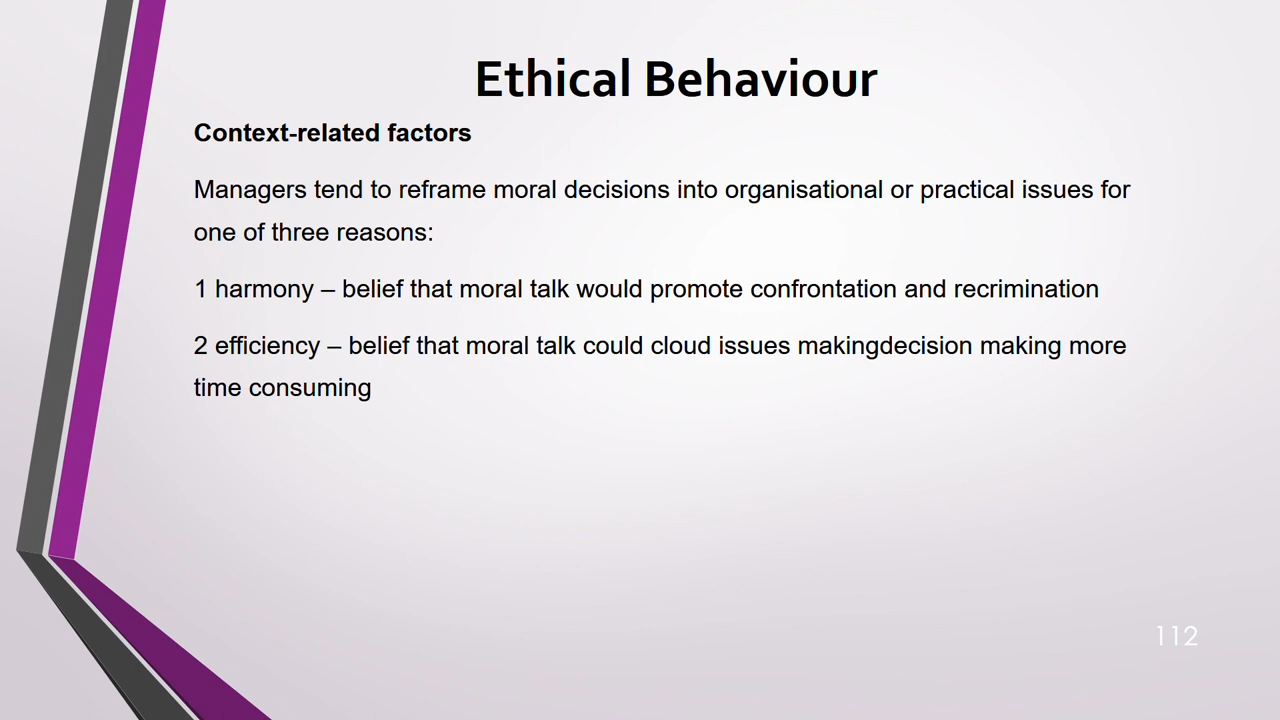 Ethical Behaviour
Context-related factors
Managers tend to reframe moral decisions into organisational or practical issues for
one of three reasons:
1 harmony – belief that moral talk would promote confrontation and recrimination
2 efficiency – belief that moral talk could cloud issues makingdecision making more
time consuming
112